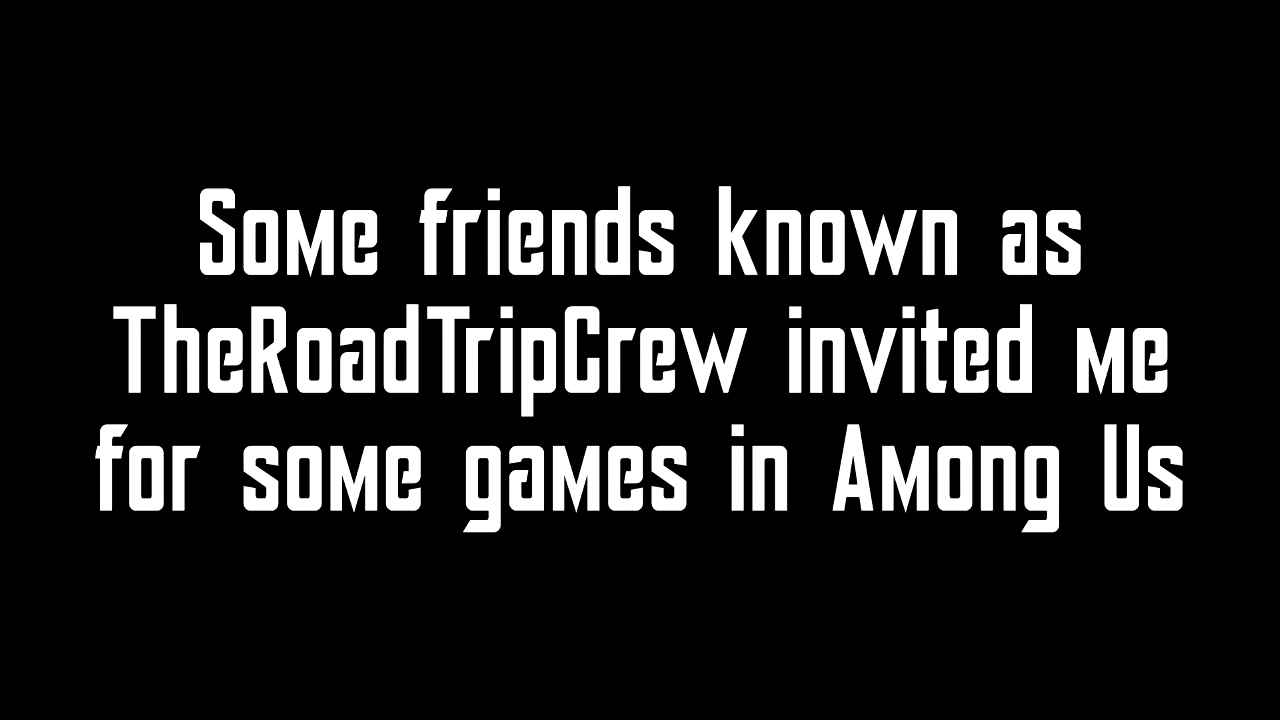 Some friends known as
TheRoadTripCrew invited me
for some games in Among Us